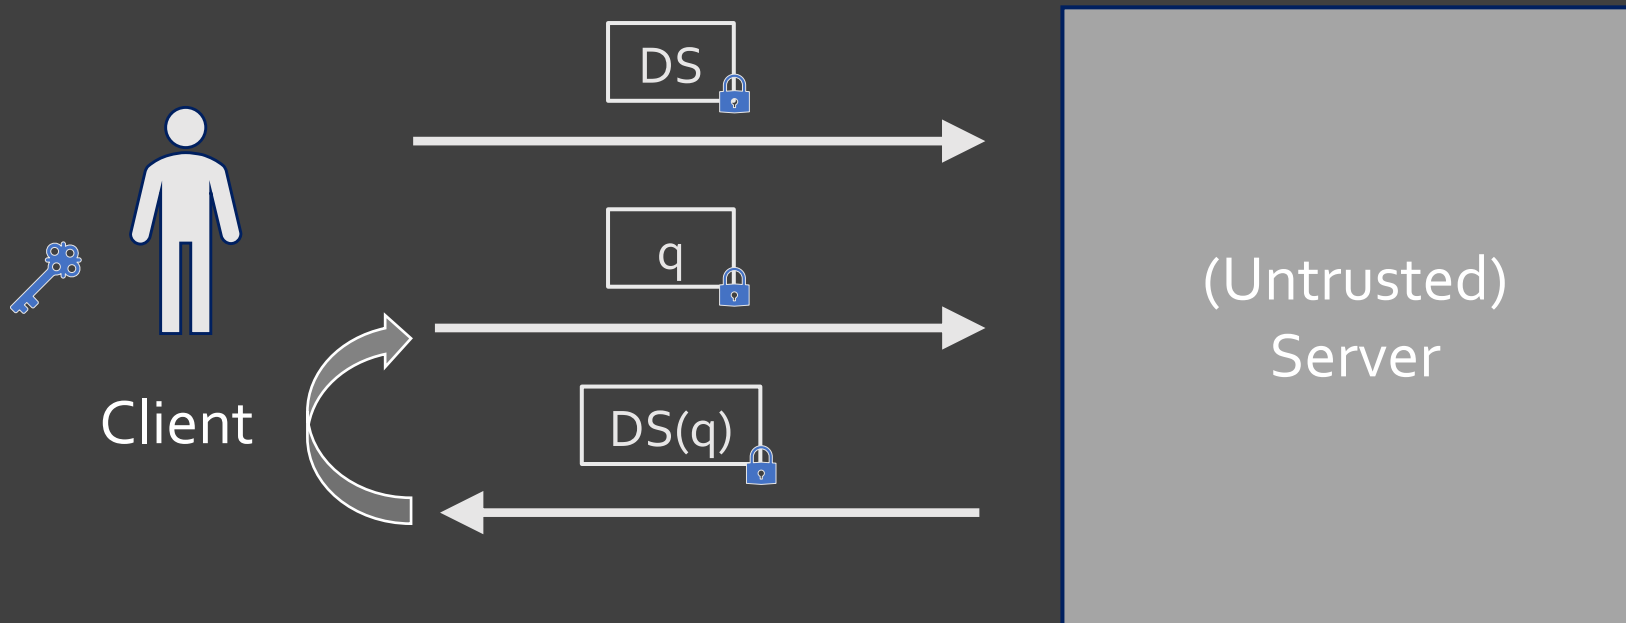 DS
q
DS(q)
Client
(Untrusted)
Server